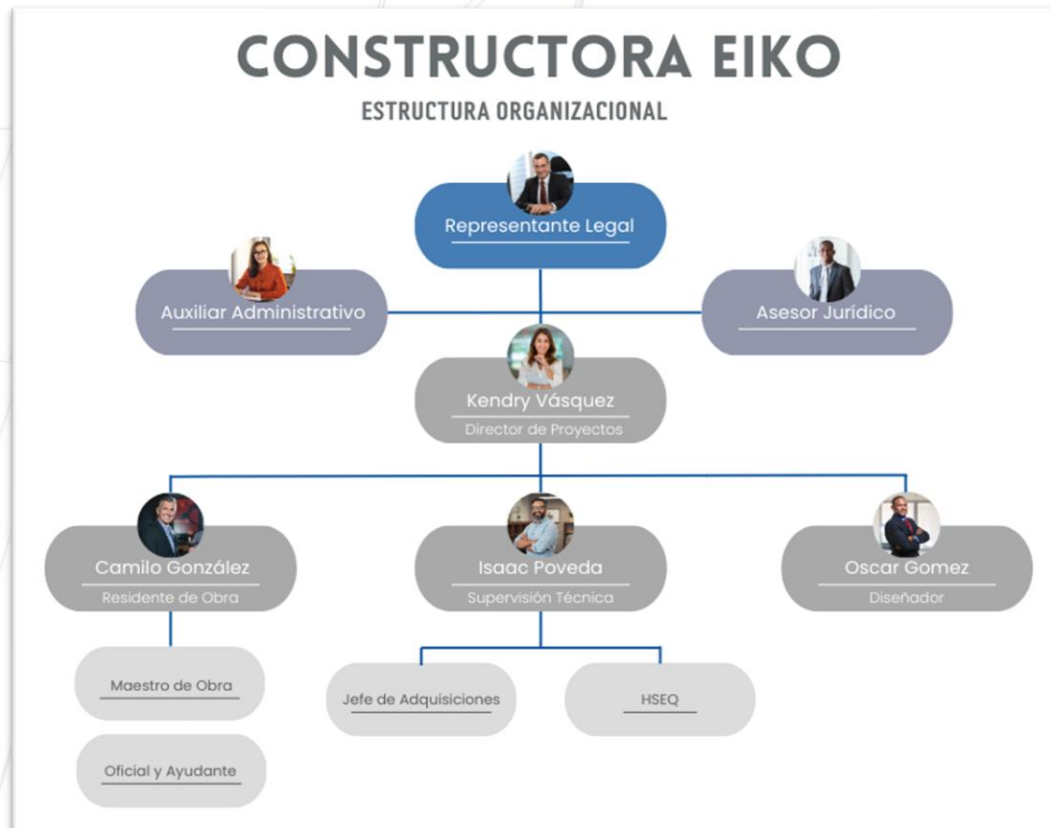 CONSTRUCTORA EIKO
ESTRUCTURA ORGANIZACIONAL
Representante Legal
Auxiliar Administrativo
Asesor Jurídico
Kendry Vásquez
Director de Proyectos
Camilo González
Residente de Obra
Isaac Poveda
Supervisión Técnica
Oscar Gomez
Diseñador
Maestro de Obra
Oficial y Ayudante
Jefe de Adquisiciones
HSEQ